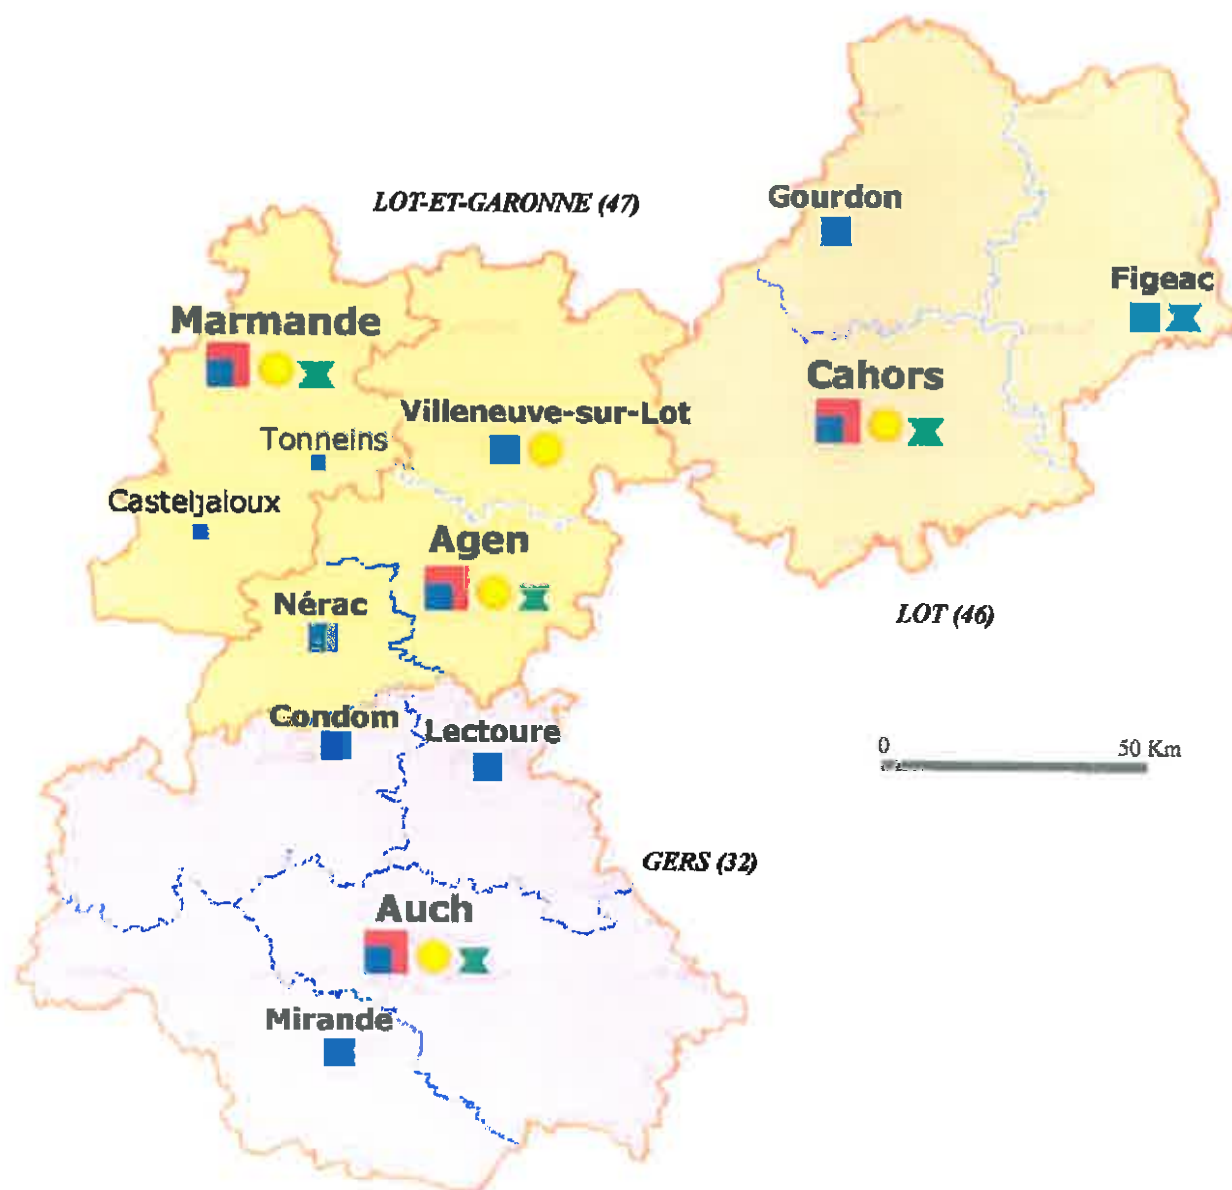 LOT-ET-GARONNE (47)
Gourdon
Figeac
Marmande
Cahors
Villeneuve-sur-Lot
Tonneins
Casteljaloux
Agen
Nérac
LOT (46)
Condom
Lectoure
0 50 Km
GERS (32)
Auch
Mirande